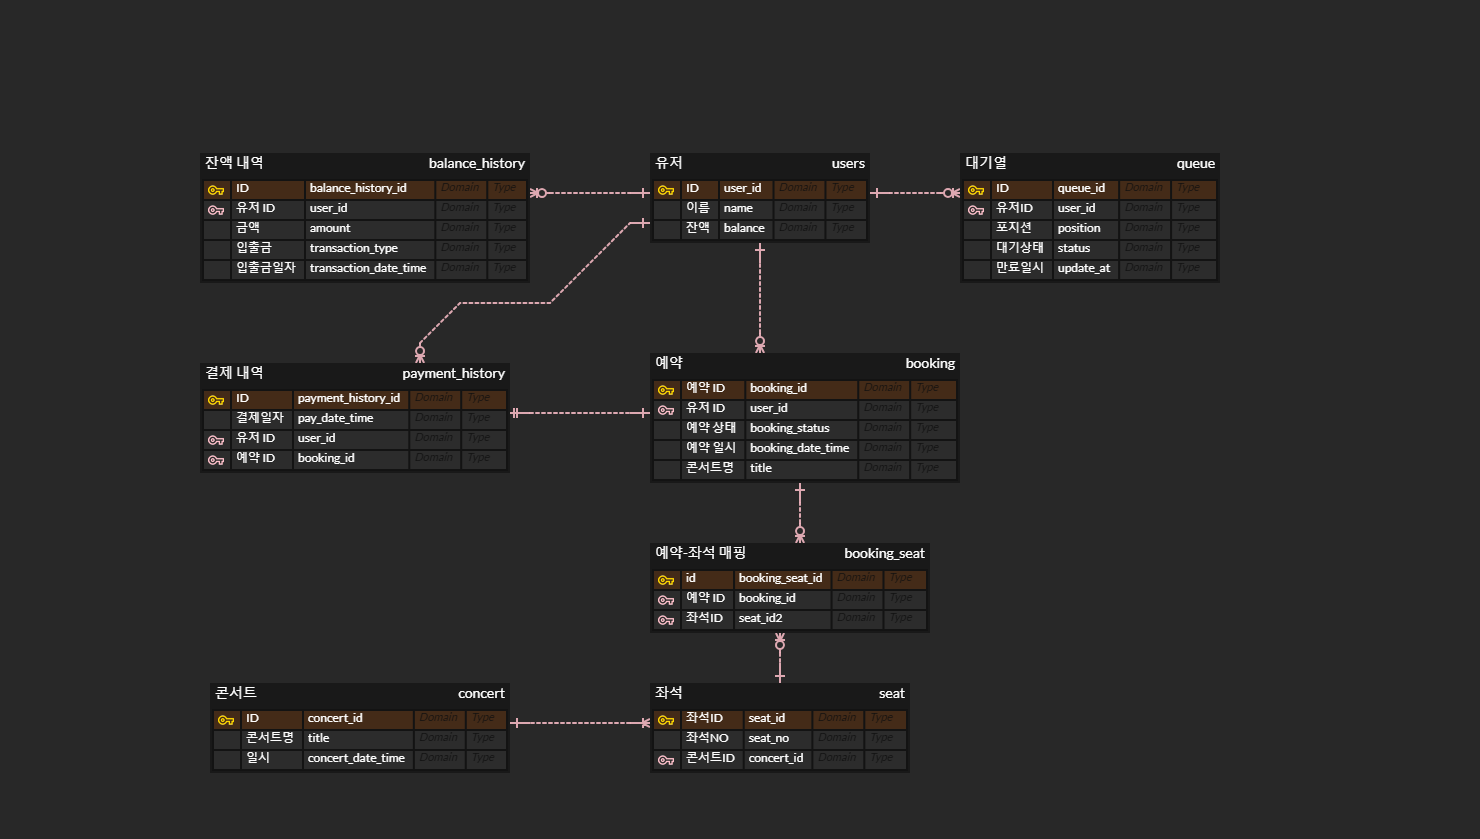 잔액 내역 balance_history
ID balance_history_id Domain Type
유저 ID user_id Domain Type
금액 amount Domain Type
입출금 transaction_type Domain Type
입출금일자 transaction_date_time Domain Type
유저 users
ID user_id Domain Type
이름 name Domain Type
잔액 balance Domain Type
대기열 queue
ID queue_id Domain Type
유저ID user_id Domain Type
포지션 position Domain Type
대기상태 status Domain Type
만료일시 update_at Domain Type
결제 내역 payment_history
ID payment_history_id Domain Type
결제일자 pay_date_time Domain Type
유저 ID user_id Domain Type
예약 ID booking_id Domain Type
예약 booking
예약 ID booking_id Domain Type
유저 ID user_id Domain Type
예약 상태 booking_status Domain Type
예약 일시 booking_date_time Domain Type
콘서트명 title Domain Type
예약-좌석 매핑 booking_seat
id booking_seat_id Domain Type
예약 ID booking_id Domain Type
좌석ID seat_id2 Domain Type
콘서트 concert
ID concert_id Domain Type
콘서트명 title Domain Type
일시 concert_date_time Domain Type
좌석 seat
좌석ID seat_id Domain Type
좌석NO seat_no Domain Type
콘서트ID concert_id Domain Type